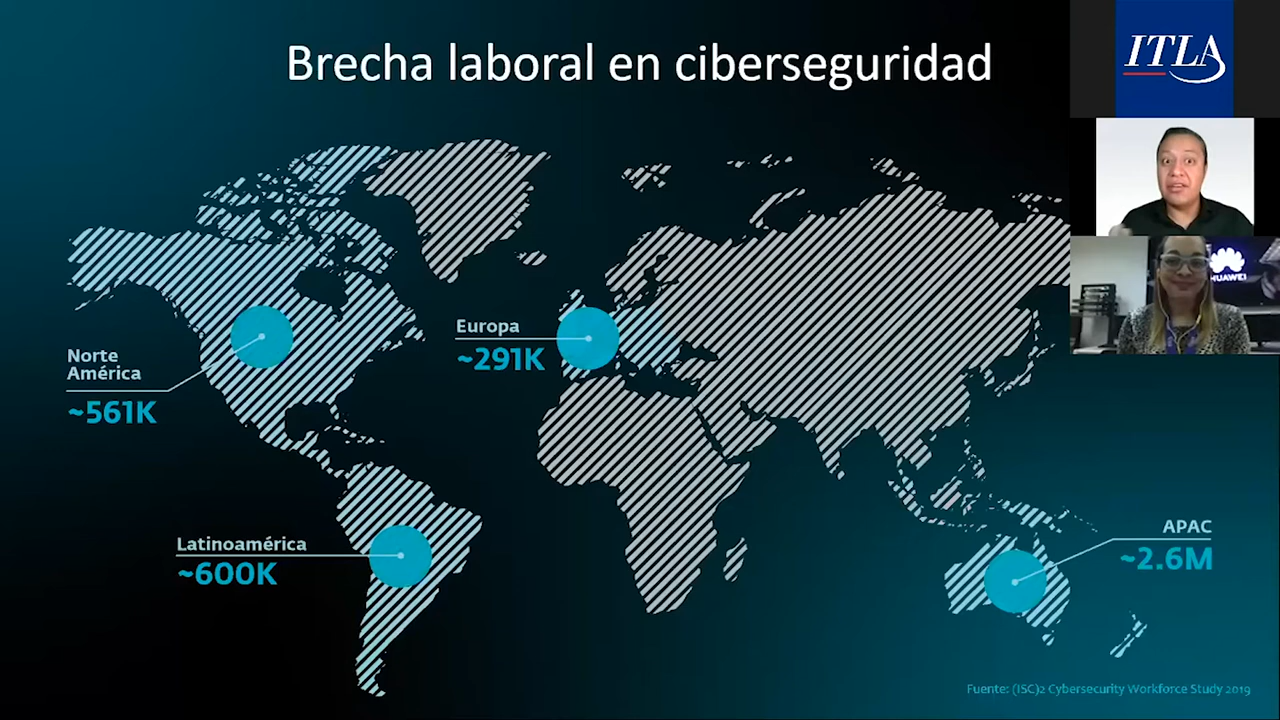 Brecha laboral en ciberseguridad
ITLA
HUAWEI
Europa
~291K
Norte
América
~561K
Latinoamérica
~600K
APAC
~2.6M
Fuente: (ISC)2 Cybersecurity Workforce Study 2019